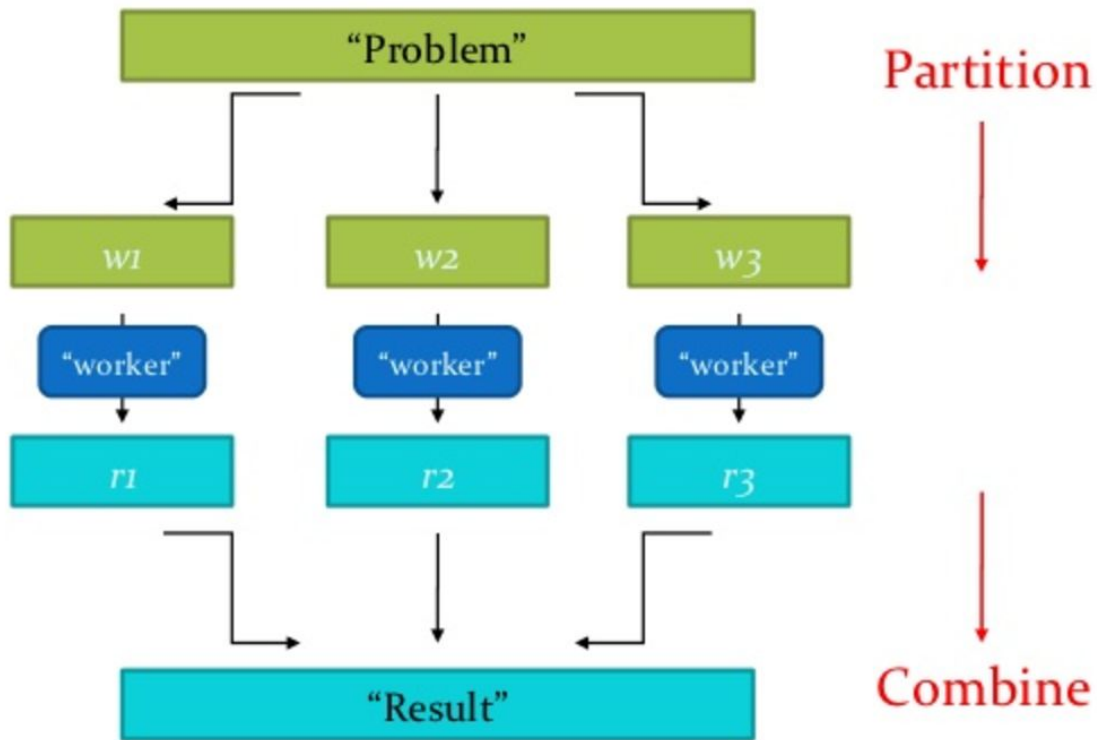 “Problem”
Partition
w1
w2
w3
“worker”
“worker”
“worker”
r1
r2
r3
“Result”
Combine